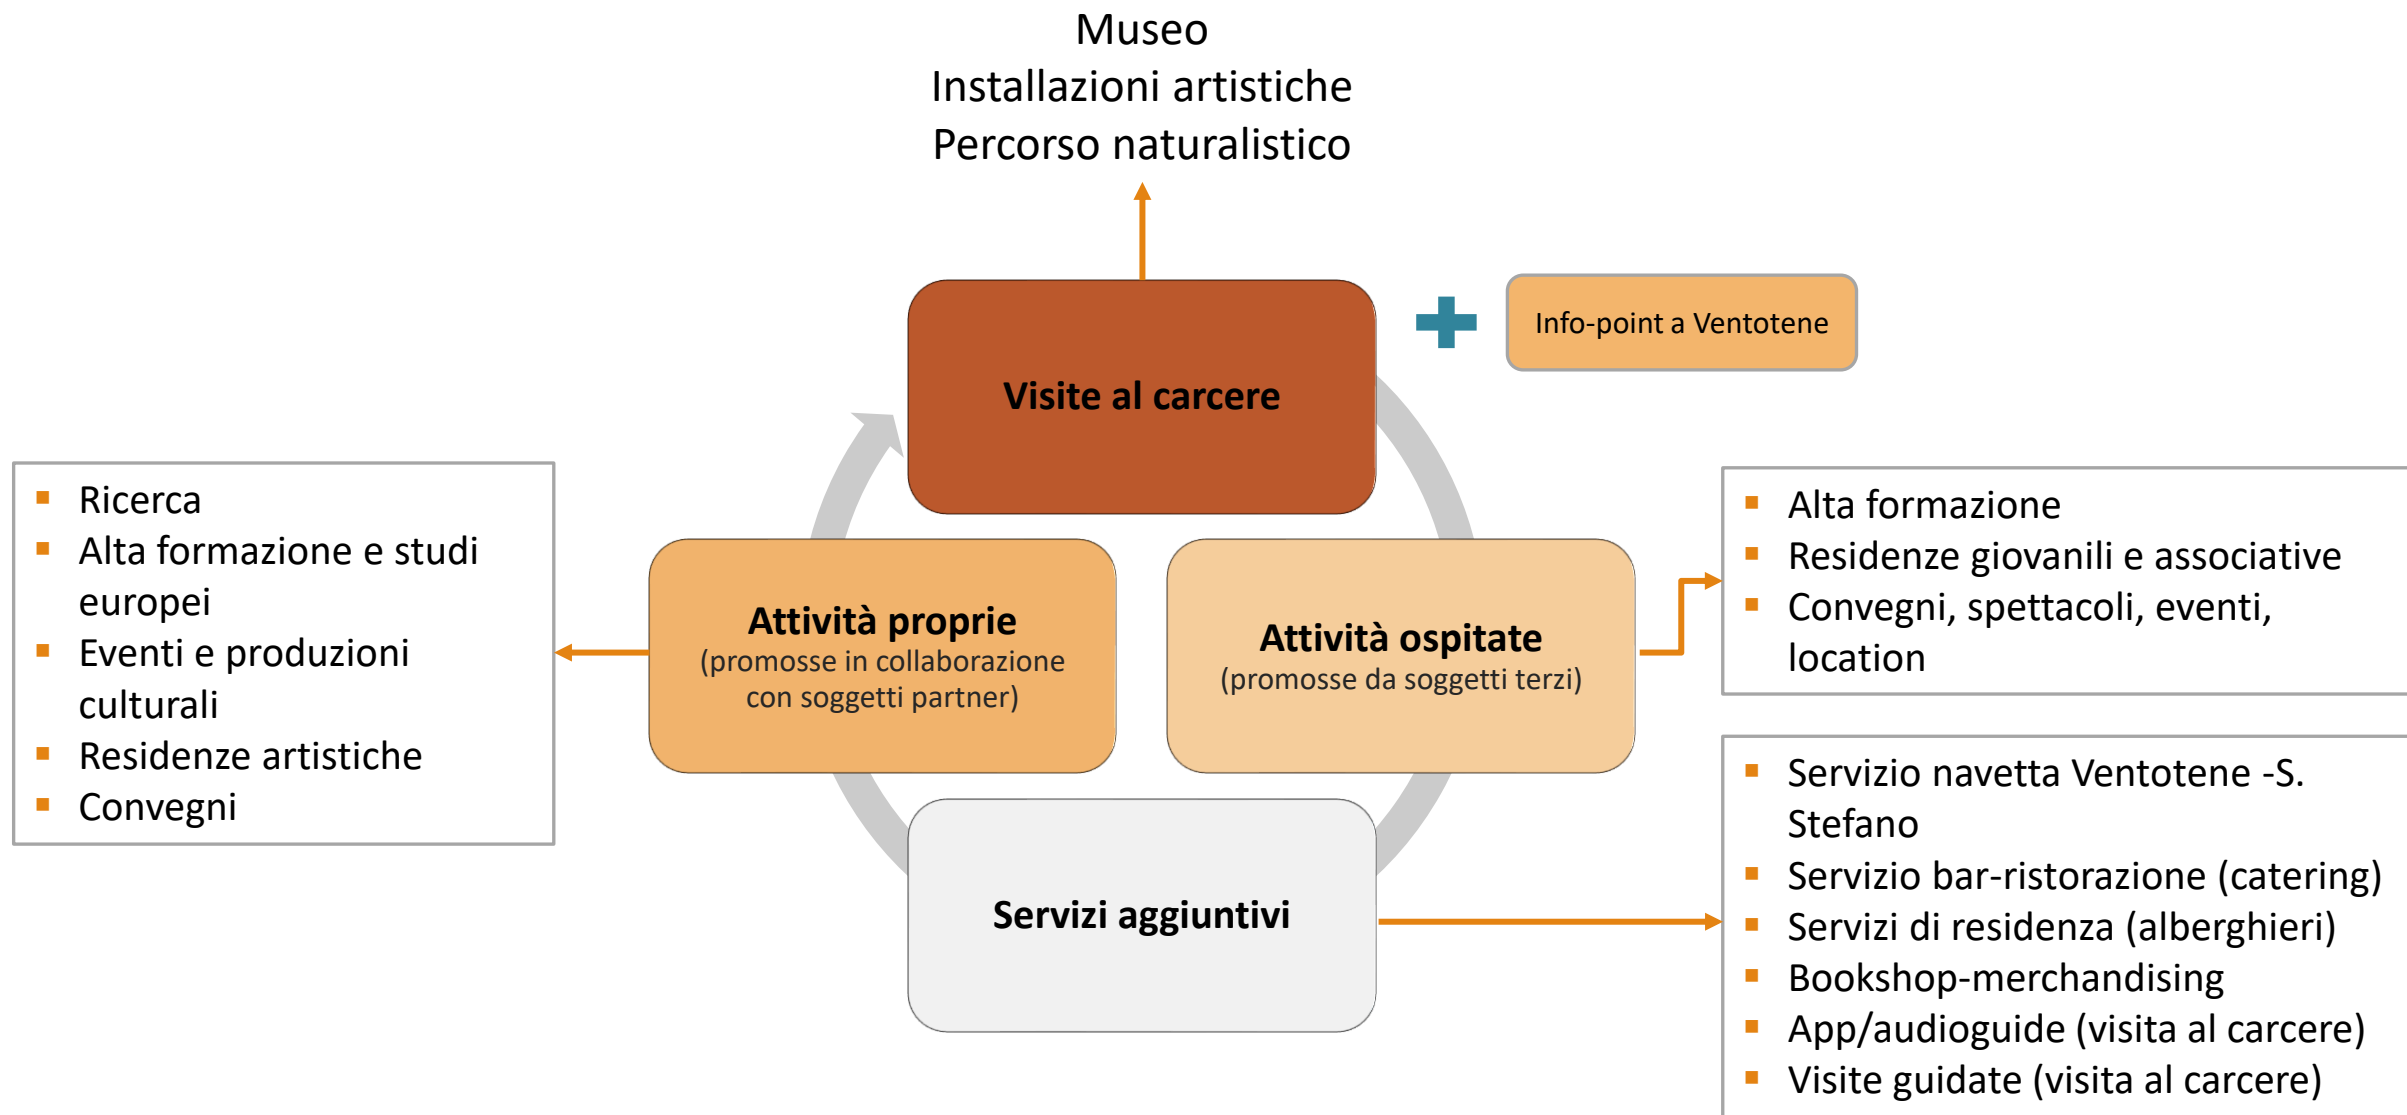 Museo
Installazioni artistiche
Percorso naturalistico
Visite al carcere
Info-point a Ventotene
▪ Ricerca
▪ Alta formazione e studi
europei
▪ Eventi e produzioni
culturali
▪ Residenze artistiche
▪ Convegni
Attività proprie
(promosse in collaborazione
con soggetti partner)
Attività ospitate
(promosse da soggetti terzi)
▪ Alta formazione
▪ Residenze giovanili e associative
▪ Convegni, spettacoli, eventi,
location
Servizi aggiuntivi
▪ Servizio navetta Ventotene -S.
Stefano
▪ Servizio bar-ristorazione (catering)
▪ Servizi di residenza (alberghieri)
▪ Bookshop-merchandising
▪ App/audioguide (visita al carcere)
▪ Visite guidate (visita al carcere)